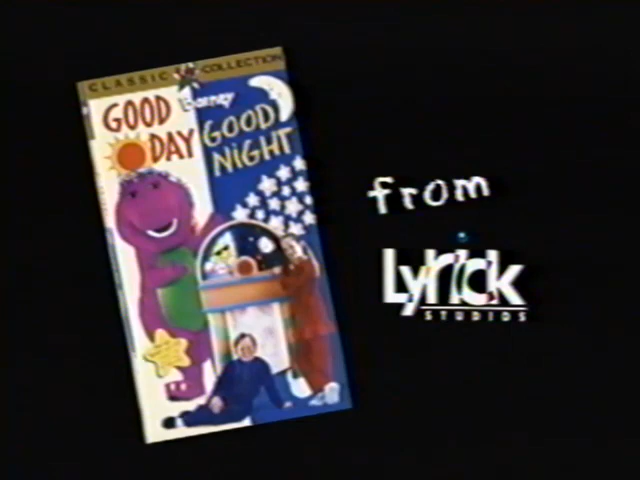 CLASSIC COLLECTION
Barney
GOOD DAY
GOOD NIGHT
from
Lyrick
STUDIOS